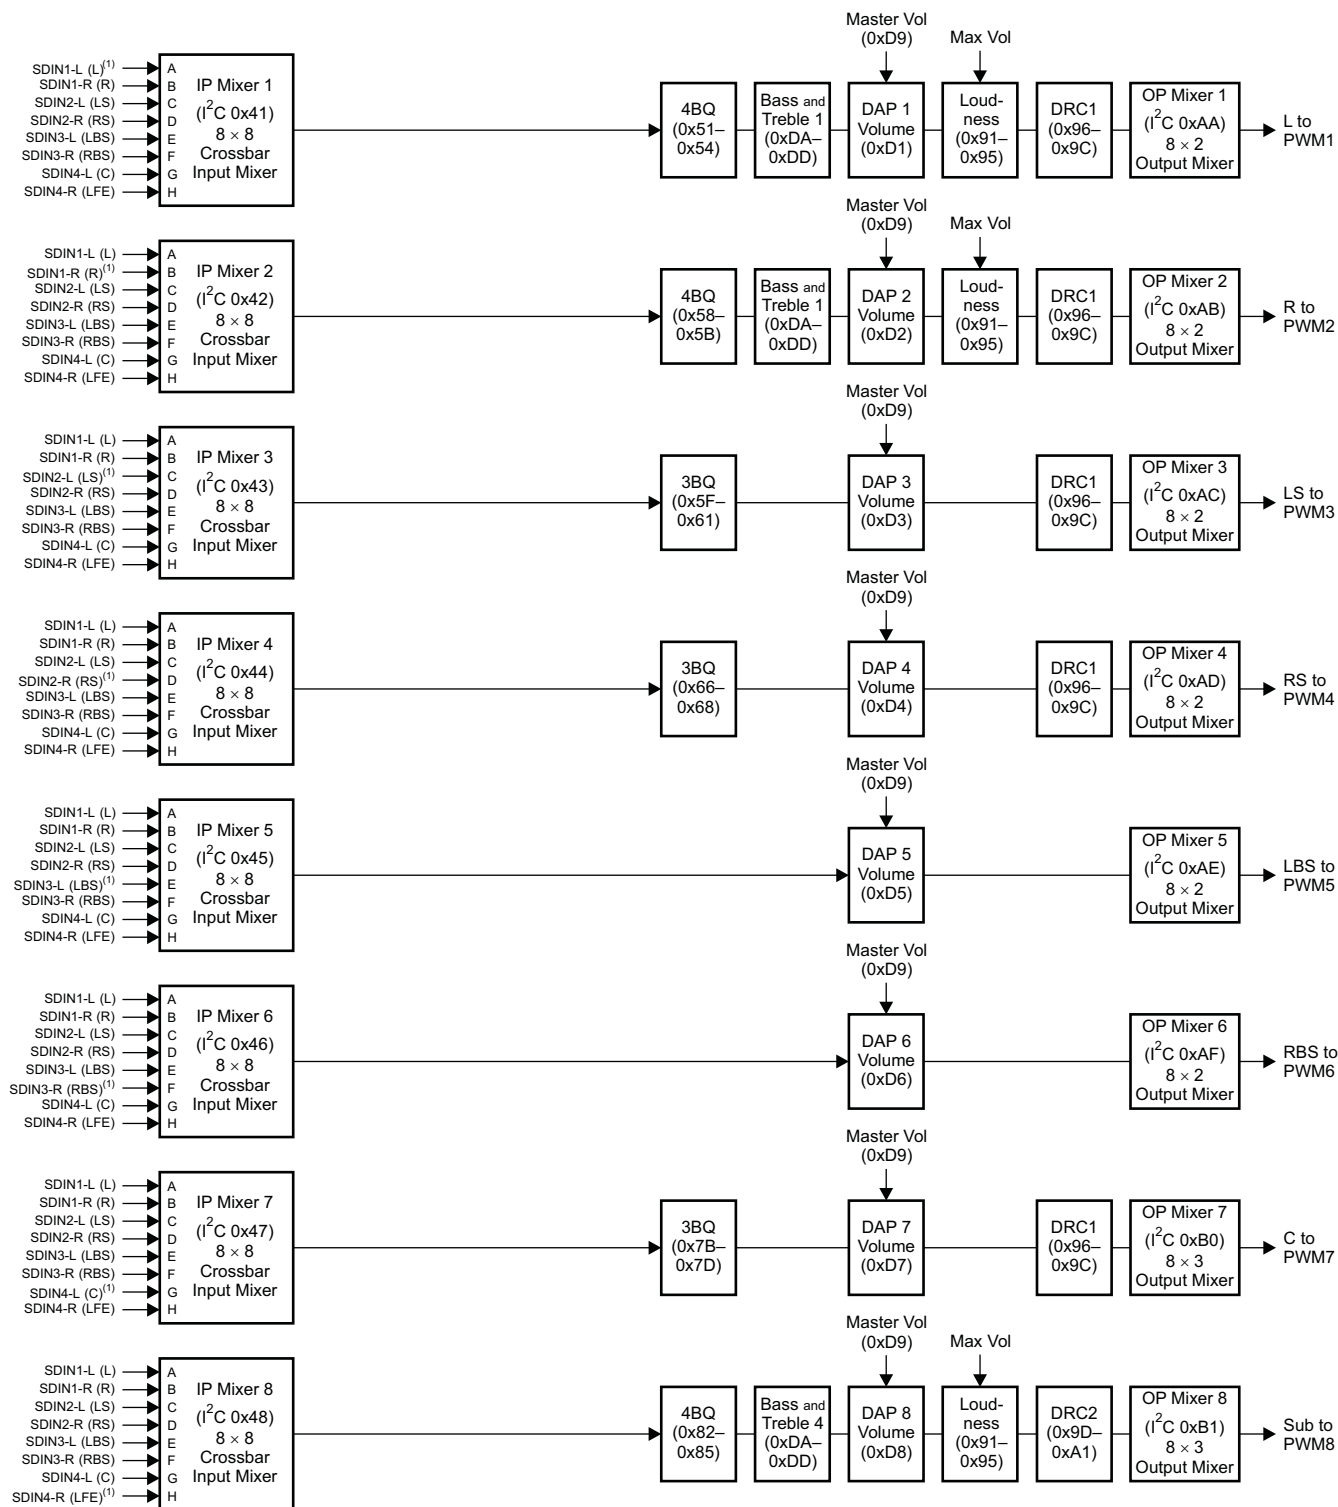 SDIN1-L (L)(1)
SDIN1-R (R)
SDIN2-L (LS)
SDIN2-R (RS)
SDIN3-L (LBS)
SDIN3-R (RBS)
SDIN4-L (C)
SDIN4-R (LFE)
A
B
C
D
E
F
G
H
IP Mixer 1
(I2C 0x41)
8 × 8
Crossbar
Input Mixer
4BQ
(0x51–
0x54)
Bass and
Treble 1
(0xDA–
0xDD)
Master Vol
(0xD9)
DAP 1
Volume
(0xD1)
Max Vol
Loud-
ness
(0x91–
0x95)
DRC1
(0x96–
0x9C)
OP Mixer 1
(I2C 0xAA)
8 × 2
Output Mixer
L to
PWM1
SDIN1-L (L)
SDIN1-R (R)(1)
SDIN2-L (LS)
SDIN2-R (RS)
SDIN3-L (LBS)
SDIN3-R (RBS)
SDIN4-L (C)
SDIN4-R (LFE)
A
B
C
D
E
F
G
H
IP Mixer 2
(I2C 0x42)
8 × 8
Crossbar
Input Mixer
4BQ
(0x58–
0x5B)
Bass and
Treble 1
(0xDA–
0xDD)
Master Vol
(0xD9)
DAP 2
Volume
(0xD2)
Max Vol
Loud-
ness
(0x91–
0x95)
DRC1
(0x96–
0x9C)
OP Mixer 2
(I2C 0xAB)
8 × 2
Output Mixer
R to
PWM2
SDIN1-L (L)
SDIN1-R (R)
SDIN2-L (LS)(1)
SDIN2-R (RS)
SDIN3-L (LBS)
SDIN3-R (RBS)
SDIN4-L (C)
SDIN4-R (LFE)
A
B
C
D
E
F
G
H
IP Mixer 3
(I2C 0x43)
8 × 8
Crossbar
Input Mixer
3BQ
(0x5F–
0x61)
Master Vol
(0xD9)
DAP 3
Volume
(0xD3)
DRC1
(0x96–
0x9C)
OP Mixer 3
(I2C 0xAC)
8 × 2
Output Mixer
LS to
PWM3
SDIN1-L (L)
SDIN1-R (R)
SDIN2-L (LS)
SDIN2-R (RS)(1)
SDIN3-L (LBS)
SDIN3-R (RBS)
SDIN4-L (C)
SDIN4-R (LFE)
A
B
C
D
E
F
G
H
IP Mixer 4
(I2C 0x44)
8 × 8
Crossbar
Input Mixer
3BQ
(0x66–
0x68)
Master Vol
(0xD9)
DAP 4
Volume
(0xD4)
DRC1
(0x96–
0x9C)
OP Mixer 4
(I2C 0xAD)
8 × 2
Output Mixer
RS to
PWM4
SDIN1-L (L)
SDIN1-R (R)
SDIN2-L (LS)
SDIN2-R (RS)
SDIN3-L (LBS)(1)
SDIN3-R (RBS)
SDIN4-L (C)
SDIN4-R (LFE)
A
B
C
D
E
F
G
H
IP Mixer 5
(I2C 0x45)
8 × 8
Crossbar
Input Mixer
Master Vol
(0xD9)
DAP 5
Volume
(0xD5)
OP Mixer 5
(I2C 0xAE)
8 × 2
Output Mixer
LBS to
PWM5
SDIN1-L (L)
SDIN1-R (R)
SDIN2-L (LS)
SDIN2-R (RS)
SDIN3-L (LBS)
SDIN3-R (RBS)(1)
SDIN4-L (C)
SDIN4-R (LFE)
A
B
C
D
E
F
G
H
IP Mixer 6
(I2C 0x46)
8 × 8
Crossbar
Input Mixer
Master Vol
(0xD9)
DAP 6
Volume
(0xD6)
OP Mixer 6
(I2C 0xAF)
8 × 2
Output Mixer
RBS to
PWM6
SDIN1-L (L)
SDIN1-R (R)
SDIN2-L (LS)
SDIN2-R (RS)
SDIN3-L (LBS)
SDIN3-R (RBS)
SDIN4-L (C)(1)
SDIN4-R (LFE)
A
B
C
D
E
F
G
H
IP Mixer 7
(I2C 0x47)
8 × 8
Crossbar
Input Mixer
3BQ
(0x7B–
0x7D)
Master Vol
(0xD9)
DAP 7
Volume
(0xD7)
DRC1
(0x96–
0x9C)
OP Mixer 7
(I2C 0xB0)
8 × 3
Output Mixer
C to
PWM7
SDIN1-L (L)
SDIN1-R (R)
SDIN2-L (LS)
SDIN2-R (RS)
SDIN3-L (LBS)
SDIN3-R (RBS)
SDIN4-L (C)
SDIN4-R (LFE)(1)
A
B
C
D
E
F
G
H
IP Mixer 8
(I2C 0x48)
8 × 8
Crossbar
Input Mixer
4BQ
(0x82–
0x85)
Bass and
Treble 4
(0xDA–
0xDD)
Master Vol
(0xD9)
DAP 8
Volume
(0xD8)
Max Vol
Loud-
ness
(0x91–
0x95)
DRC2
(0x9D–
0xA1)
OP Mixer 8
(I2C 0xB1)
8 × 3
Output Mixer
Sub to
PWM8